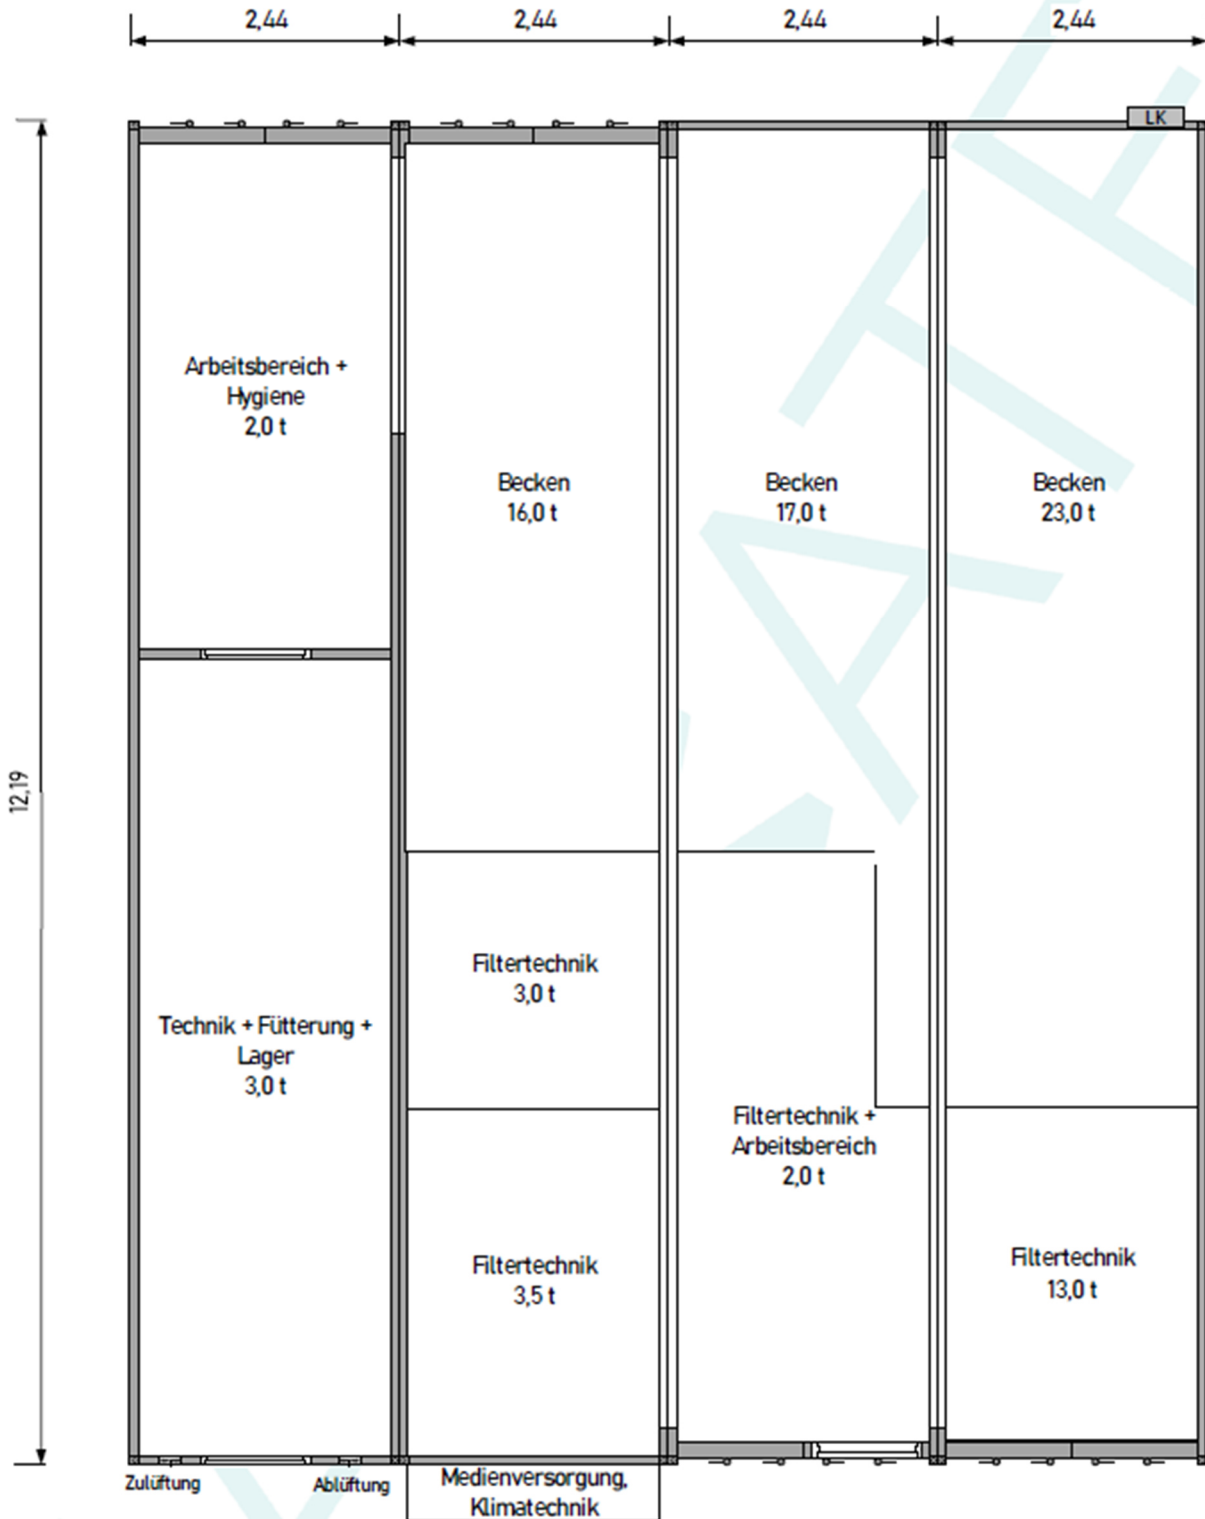 2,44
2,44
2,44
2,44
LK
12,19
Arbeitsbereich +
Hygiene
2,0 t
Becken
16,0 t
Becken
17,0 t
Becken
23,0 t
Technik + Fütterung +
Lager
3,0 t
Filtertechnik
3,0 t
Filtertechnik +
Arbeitsbereich
2,0 t
Filtertechnik
3,5 t
Filtertechnik
13,0 t
Zulüftung
Ablüftung
Medienversorgung,
Klimatechnik